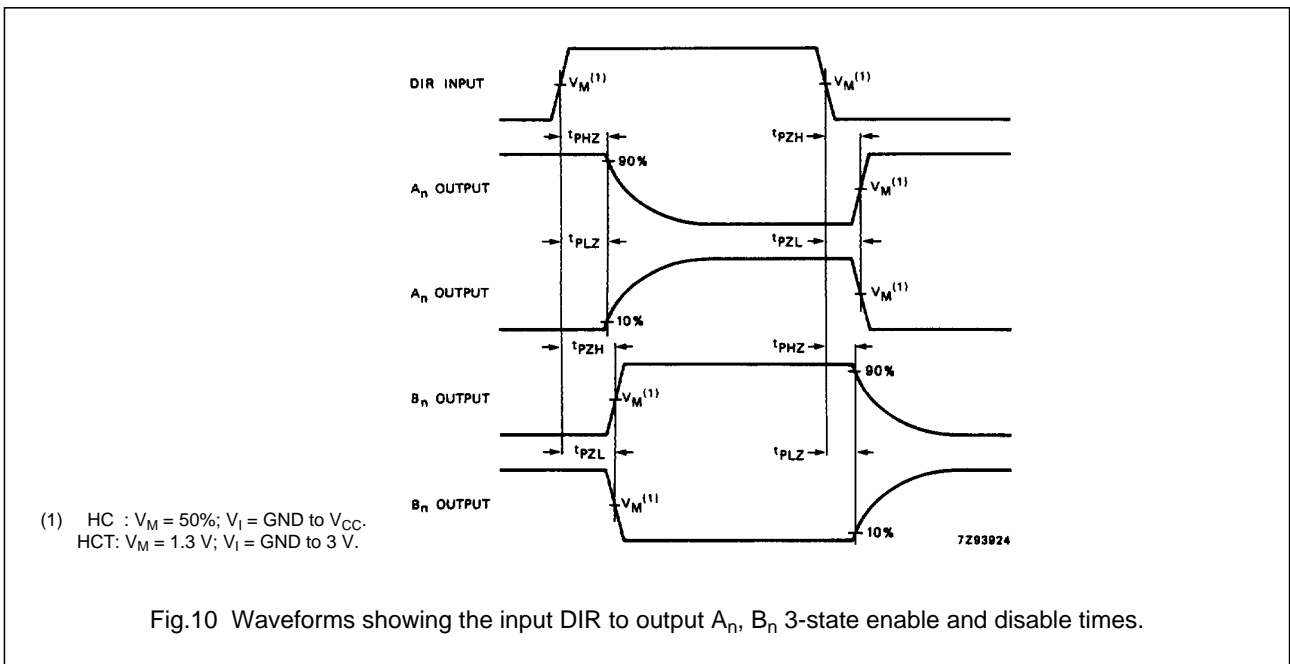 DIR INPUT
VM(1)
VM(1)
tPHZ
tPZH
90%
An OUTPUT
VM(1)
tPLZ
tPZL
An OUTPUT
VM(1)
10%
tPZH
tPHZ
90%
Bn OUTPUT
VM(1)
tPZL
tPLZ
Bn OUTPUT
VM(1)
10%
(1) HC : VM = 50%; VI = GND to VCC.
HCT: VM = 1.3 V; VI = GND to 3 V.
7Z93924
Fig.10 Waveforms showing the input DIR to output An, Bn 3-state enable and disable times.